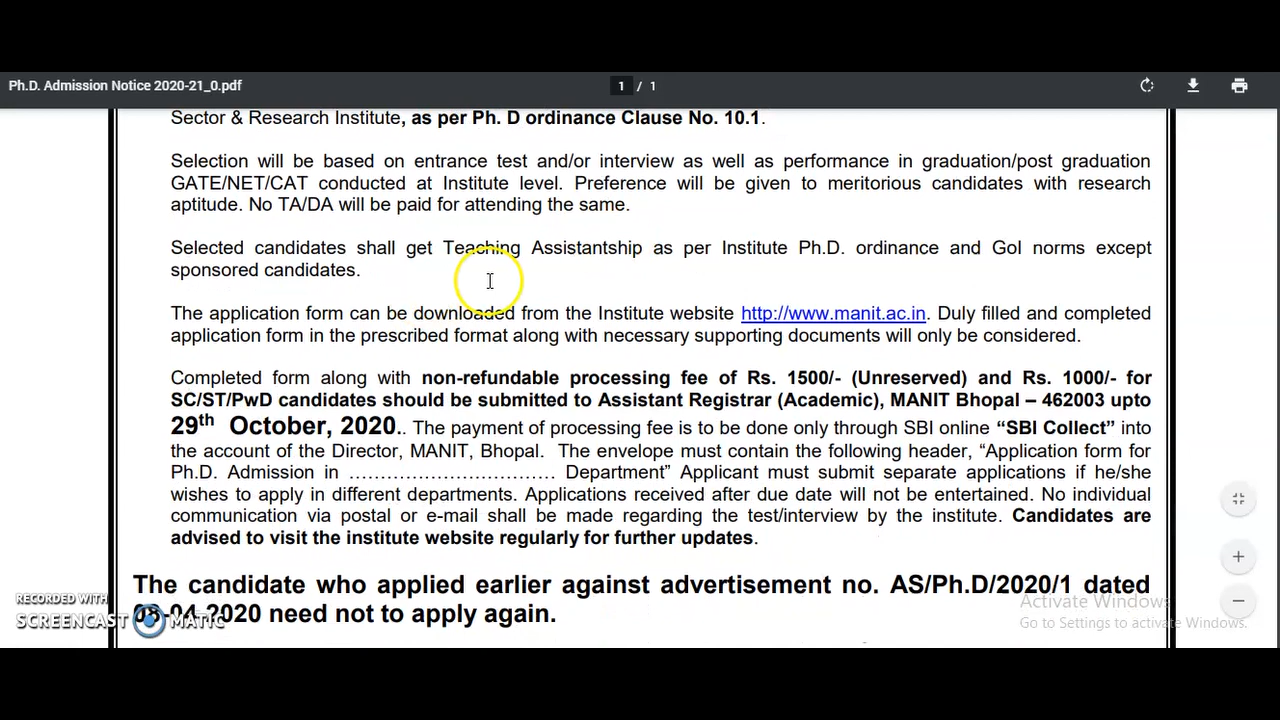 Ph.D. Admission Notice 2020-21_0.pdf
1 / 1
Sector & Research Institute, as per Ph. D ordinance Clause No. 10.1.
Selection will be based on entrance test and/or interview as well as performance in graduation/post graduation
GATE/NET/CAT conducted at Institute level. Preference will be given to meritorious candidates with research
aptitude. No TA/DA will be paid for attending the same.
Selected candidates shall get Teaching Assistantship as per Institute Ph.D. ordinance and GoI norms except
sponsored candidates.
The application form can be downloaded from the Institute website http://www.manit.ac.in. Duly filled and completed
application form in the prescribed format along with necessary supporting documents will only be considered.
Completed form along with non-refundable processing fee of Rs. 1500/- (Unreserved) and Rs. 1000/- for
SC/ST/PwD candidates should be submitted to Assistant Registrar (Academic), MANIT Bhopal – 462003 upto
29th October, 2020.. The payment of processing fee is to be done only through SBI online “SBI Collect” into
the account of the Director, MANIT, Bhopal. The envelope must contain the following header, “Application form for
Ph.D. Admission in ................................. Department” Applicant must submit separate applications if he/she
wishes to apply in different departments. Applications received after due date will not be entertained. No individual
communication via postal or e-mail shall be made regarding the test/interview by the institute. Candidates are
advised to visit the institute website regularly for further updates.
The candidate who applied earlier against advertisement no. AS/Ph.D/2020/1 dated
08-04-2020 need not to apply again.
RECORDED WITH
SCREENCAST MATIC
Activate Windows
Go to Settings to activate Windows.